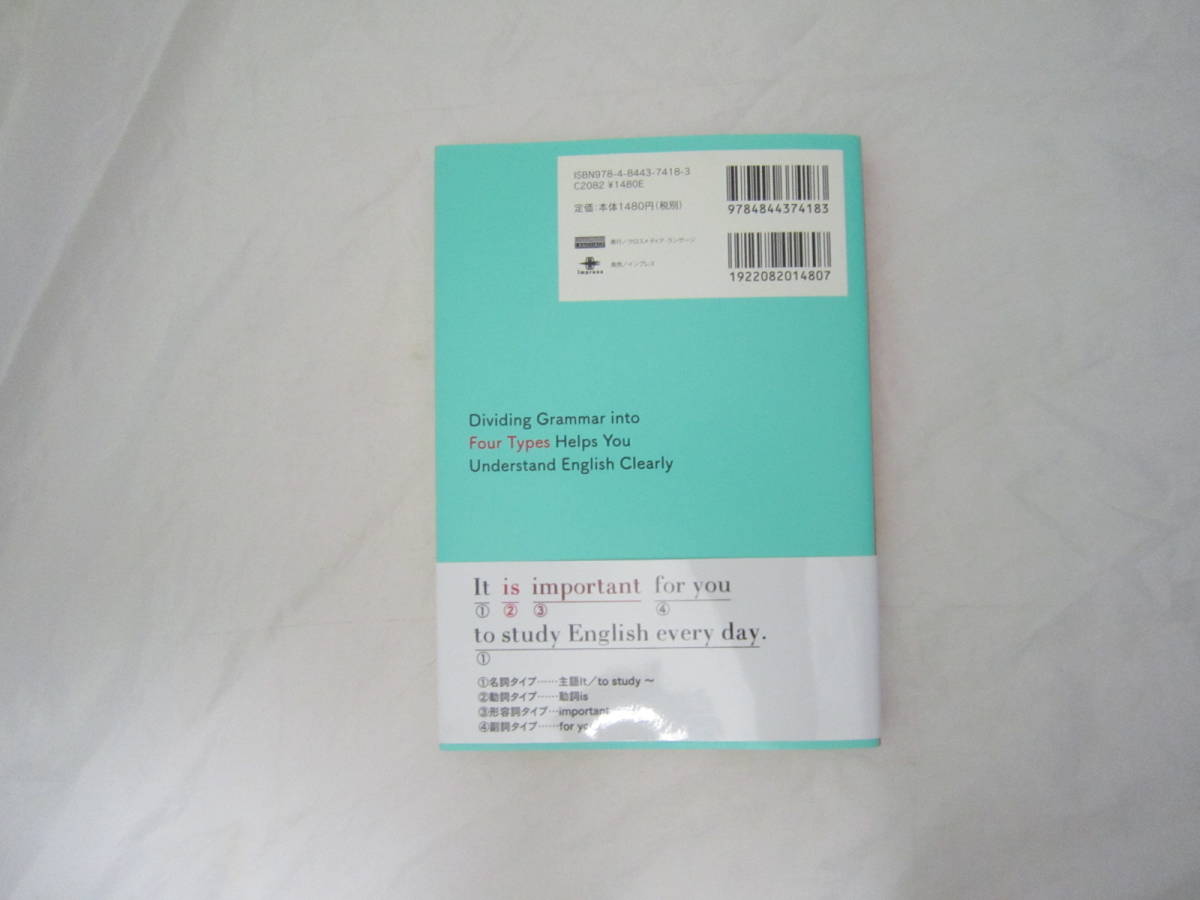 ISBN978-4-8443-7418-3
C2082 ¥1480E
定価:本体1480円(税別)
9784844374183
発行/クロスメディア・ランゲージ
Impress
発売/インプレス
1922082014807
Dividing Grammar into
Four Types Helps You
Understand English Clearly
It is important for you
① ② ③ ④
to study English every day.
①
①名詞タイプ……主語It/to study ~
②動詞タイプ……動詞is
③形容詞タイプ…important
④副詞タイプ……for you